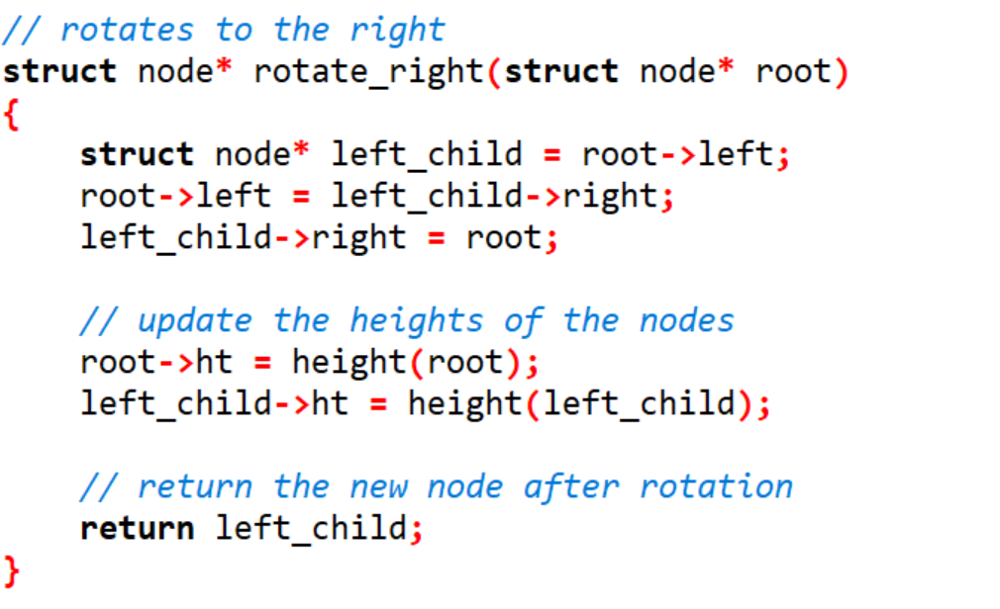 // rotates to the right
struct node* rotate_right(struct node* root)
{
    struct node* left_child = root->left;
    root->left = left_child->right;
    left_child->right = root;

    // update the heights of the nodes
    root->ht = height(root);
    left_child->ht = height(left_child);

    // return the new node after rotation
    return left_child;
}